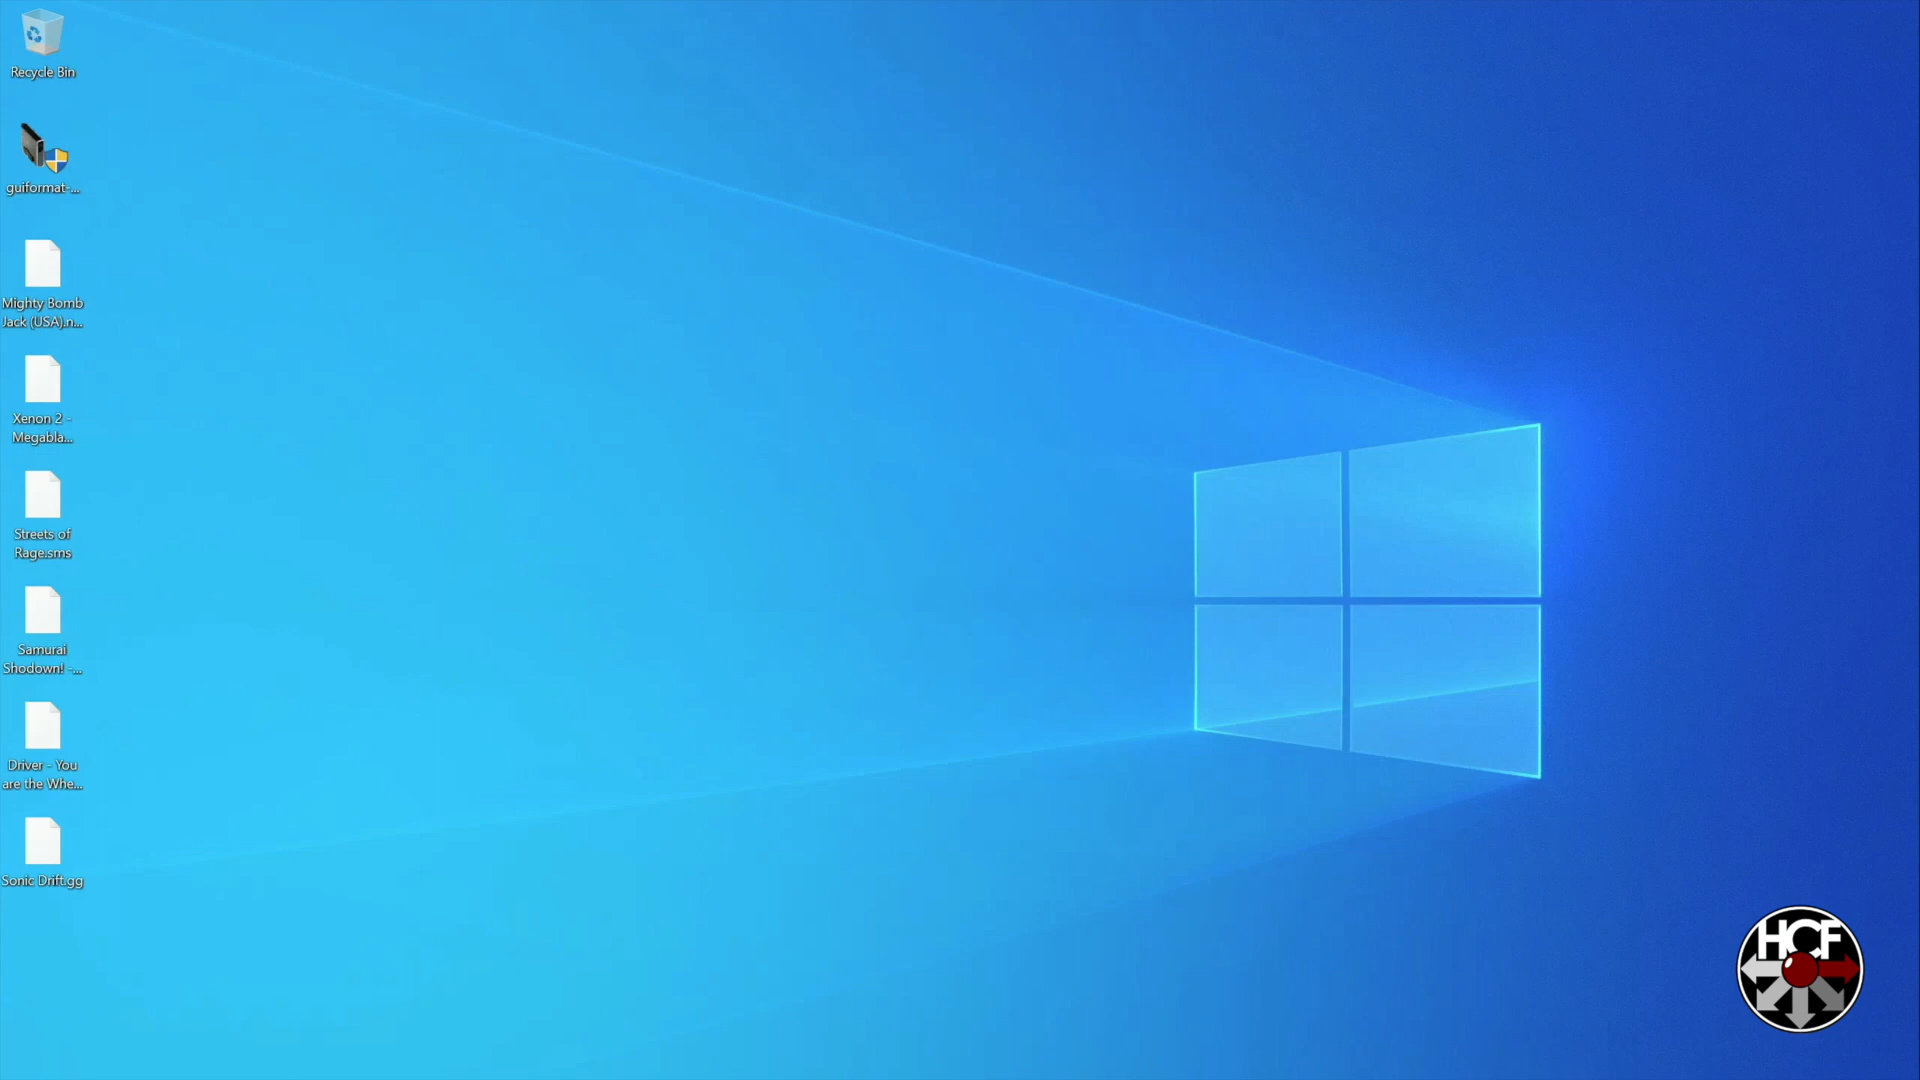 Recycle Bin
guiformat-...
Mighty Bomb
Jack (USA).n...
Xenon 2 -
Megabla...
Streets of
Rage.sms
Samurai
Shodown! -...
Driver - You
are the Whe...
Sonic Drift.gg
HCF